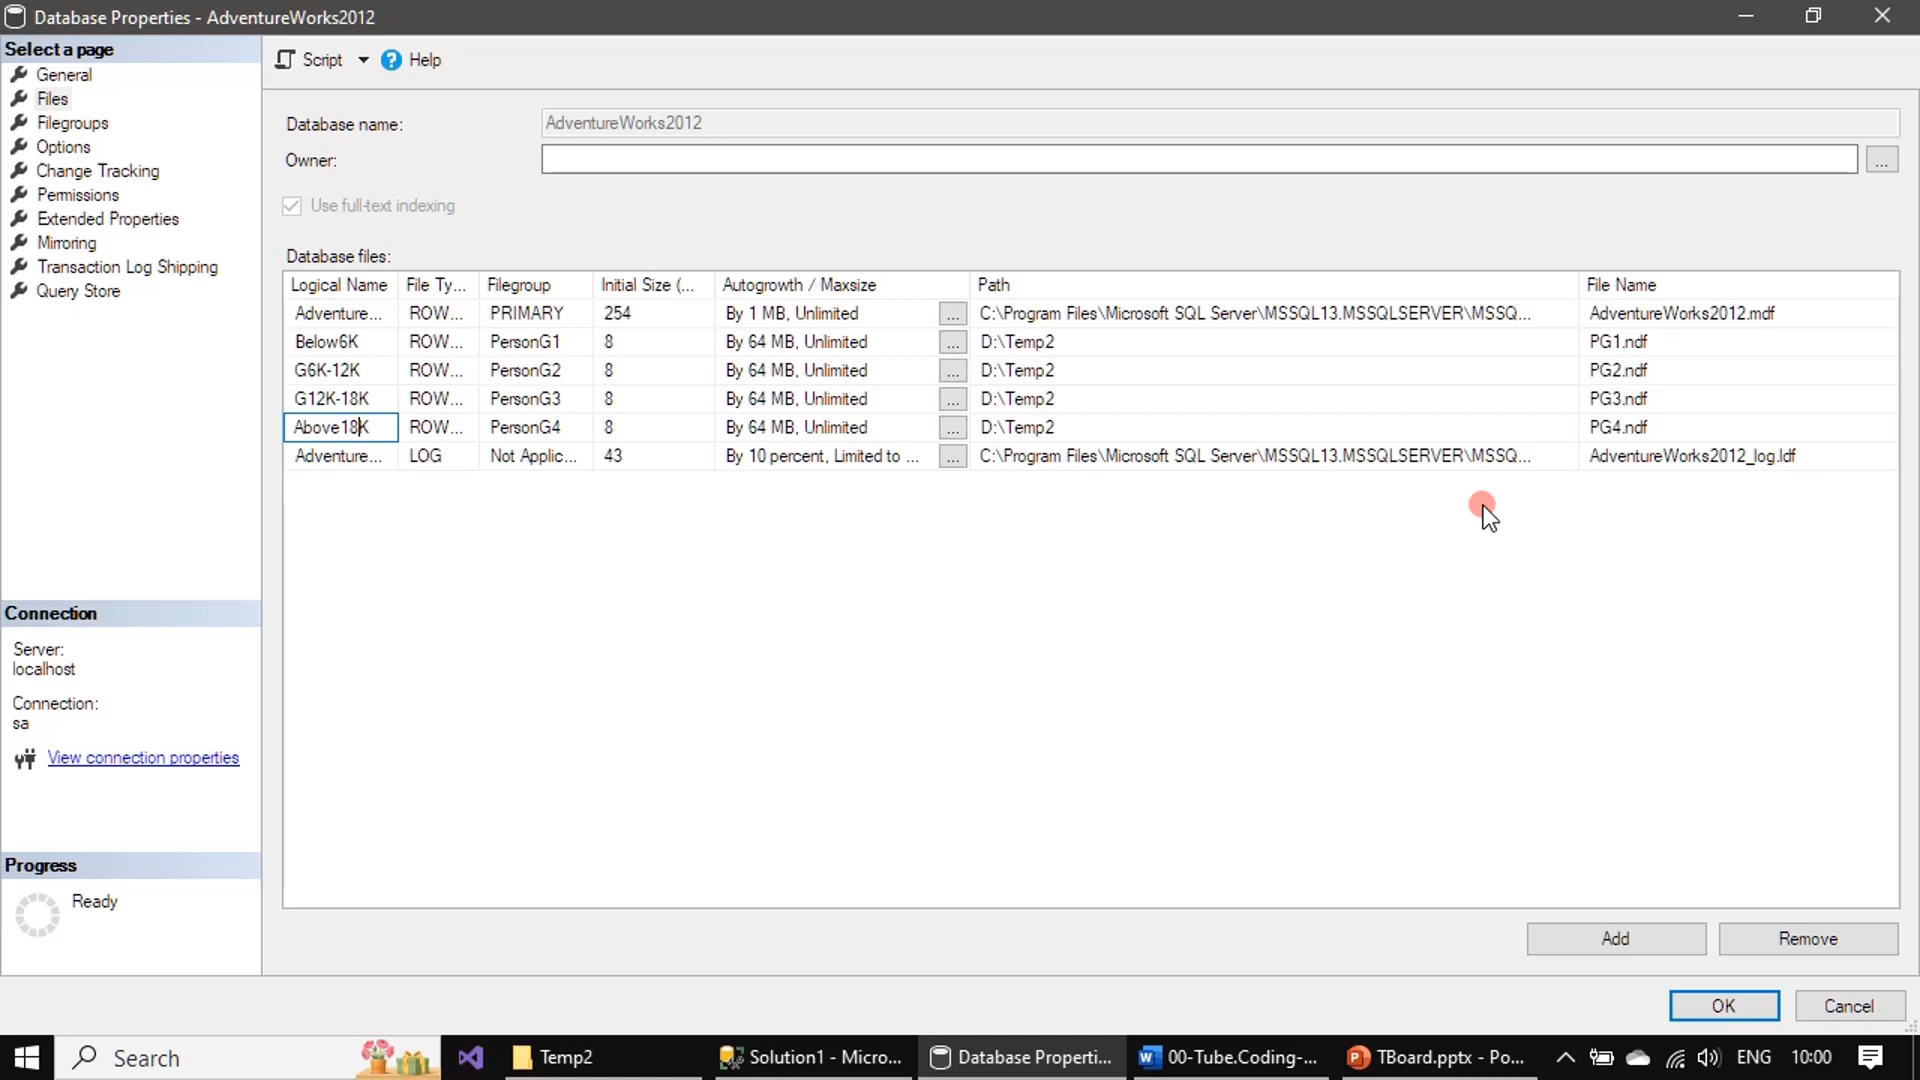 Database Properties - AdventureWorks2012
Select a page
General
Files
Filegroups
Options
Change Tracking
Permissions
Extended Properties
Mirroring
Transaction Log Shipping
Query Store
Script Help
Database name: AdventureWorks2012
Owner: ...
Use full-text indexing
Database files:
Logical Name File Ty... Filegroup Initial Size (... Autogrowth / Maxsize Path File Name
Adventure... ROW... PRIMARY 254 By 1 MB, Unlimited ... C:\Program Files\Microsoft SQL Server\MSSQL13.MSSQLSERVER\MSSQ... AdventureWorks2012.mdf
Below6K ROW... PersonG1 8 By 64 MB, Unlimited ... D:\Temp2 PG1.ndf
G6K-12K ROW... PersonG2 8 By 64 MB, Unlimited ... D:\Temp2 PG2.ndf
G12K-18K ROW... PersonG3 8 By 64 MB, Unlimited ... D:\Temp2 PG3.ndf
Above18K ROW... PersonG4 8 By 64 MB, Unlimited ... D:\Temp2 PG4.ndf
Adventure... LOG Not Applic... 43 By 10 percent, Limited to ... ... C:\Program Files\Microsoft SQL Server\MSSQL13.MSSQLSERVER\MSSQ... AdventureWorks2012_log.ldf
Connection
Server:
localhost
Connection:
sa
View connection properties
Progress
Ready
Add Remove
OK Cancel
Search Temp2 Solution1 - Micro... Database Properti... 00-Tube.Coding-... TBoard.pptx - Po... ENG 10:00